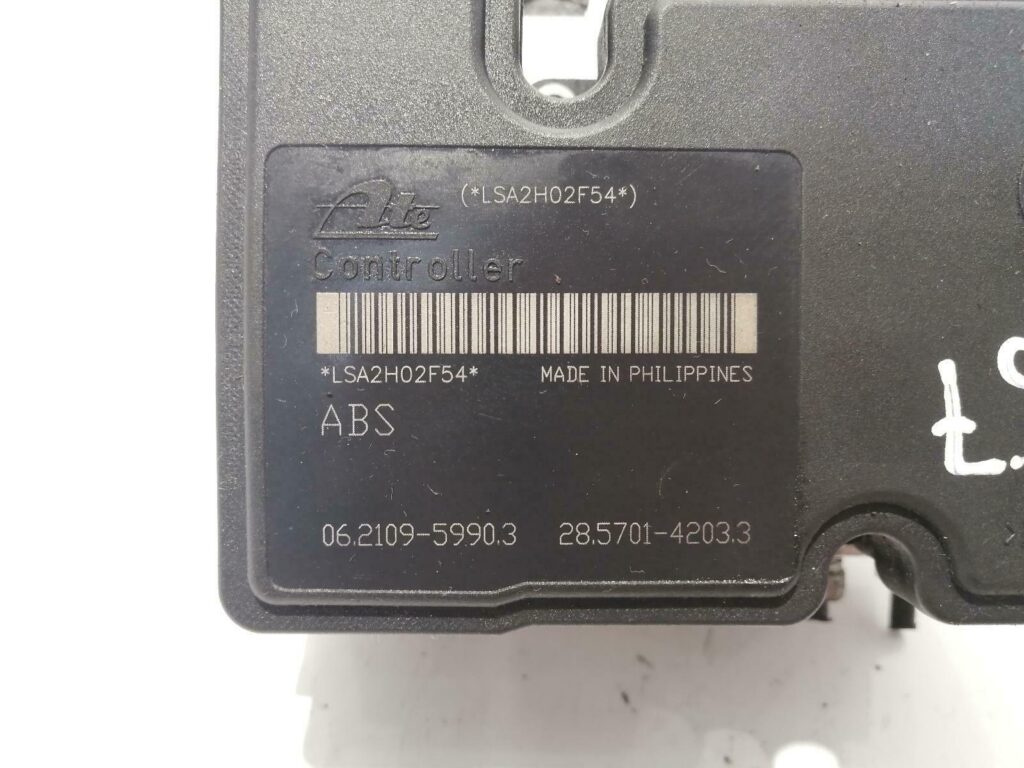 Ate (*LSA2H02F54*)
Controller
*LSA2H02F54* MADE IN PHILIPPINES
ABS
06.2109-5990.3 28.5701-4203.3